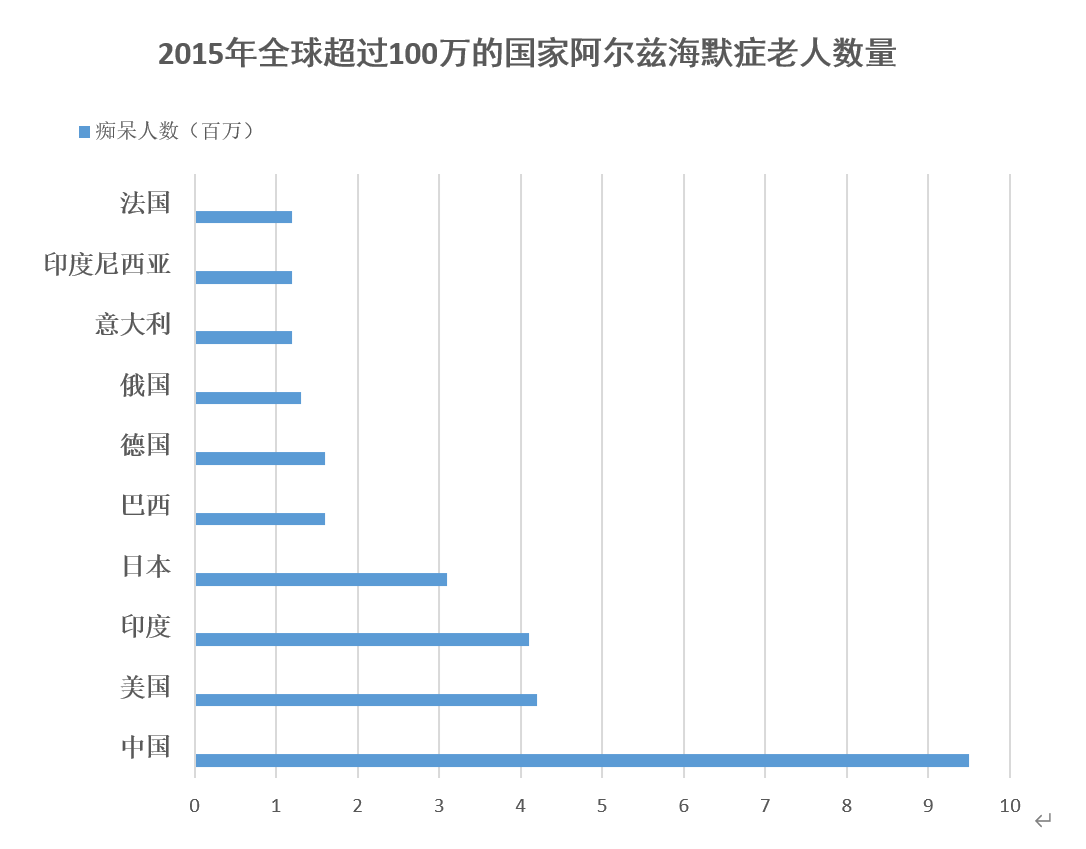 2015年全球超过100万的国家阿尔兹海默症老人数量
痴呆人数（百万）
法国
印度尼西亚
意大利
俄国
德国
巴西
日本
印度
美国
中国
0 1 2 3 4 5 6 7 8 9 10